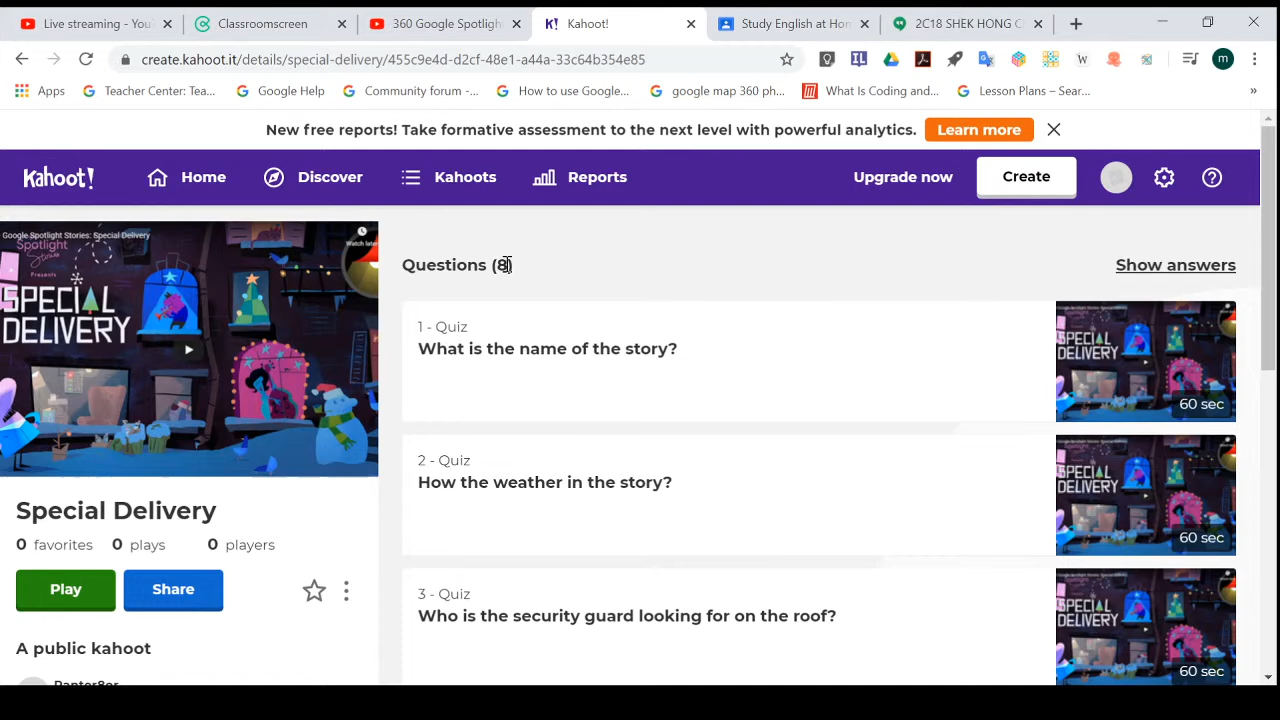 Live streaming - You
Classroomscreen
360 Google Spotligh
Kahoot!
Study English at Hom
2C18 SHEK HONG C
create.kahoot.it/details/special-delivery/455c9e4d-d2cf-48e1-a44a-33c64b354e85
Apps
Teacher Center: Tea...
Google Help
Community forum -...
How to use Google...
google map 360 ph...
What Is Coding and...
Lesson Plans – Sear...
New free reports! Take formative assessment to the next level with powerful analytics.
Learn more
Kahoot!
Home
Discover
Kahoots
Reports
Upgrade now
Create
Google Spotlight Stories: Special Delivery
Watch later
Spotlight
Stories
Presents
SPECIAL
DELIVERY
Special Delivery
0 favorites 0 plays 0 players
Play
Share
A public kahoot
Questions (8)
Show answers
1 - Quiz
What is the name of the story?
SPECIAL
DELIVERY
60 sec
2 - Quiz
How the weather in the story?
SPECIAL
DELIVERY
60 sec
3 - Quiz
Who is the security guard looking for on the roof?
SPECIAL
DELIVERY
60 sec